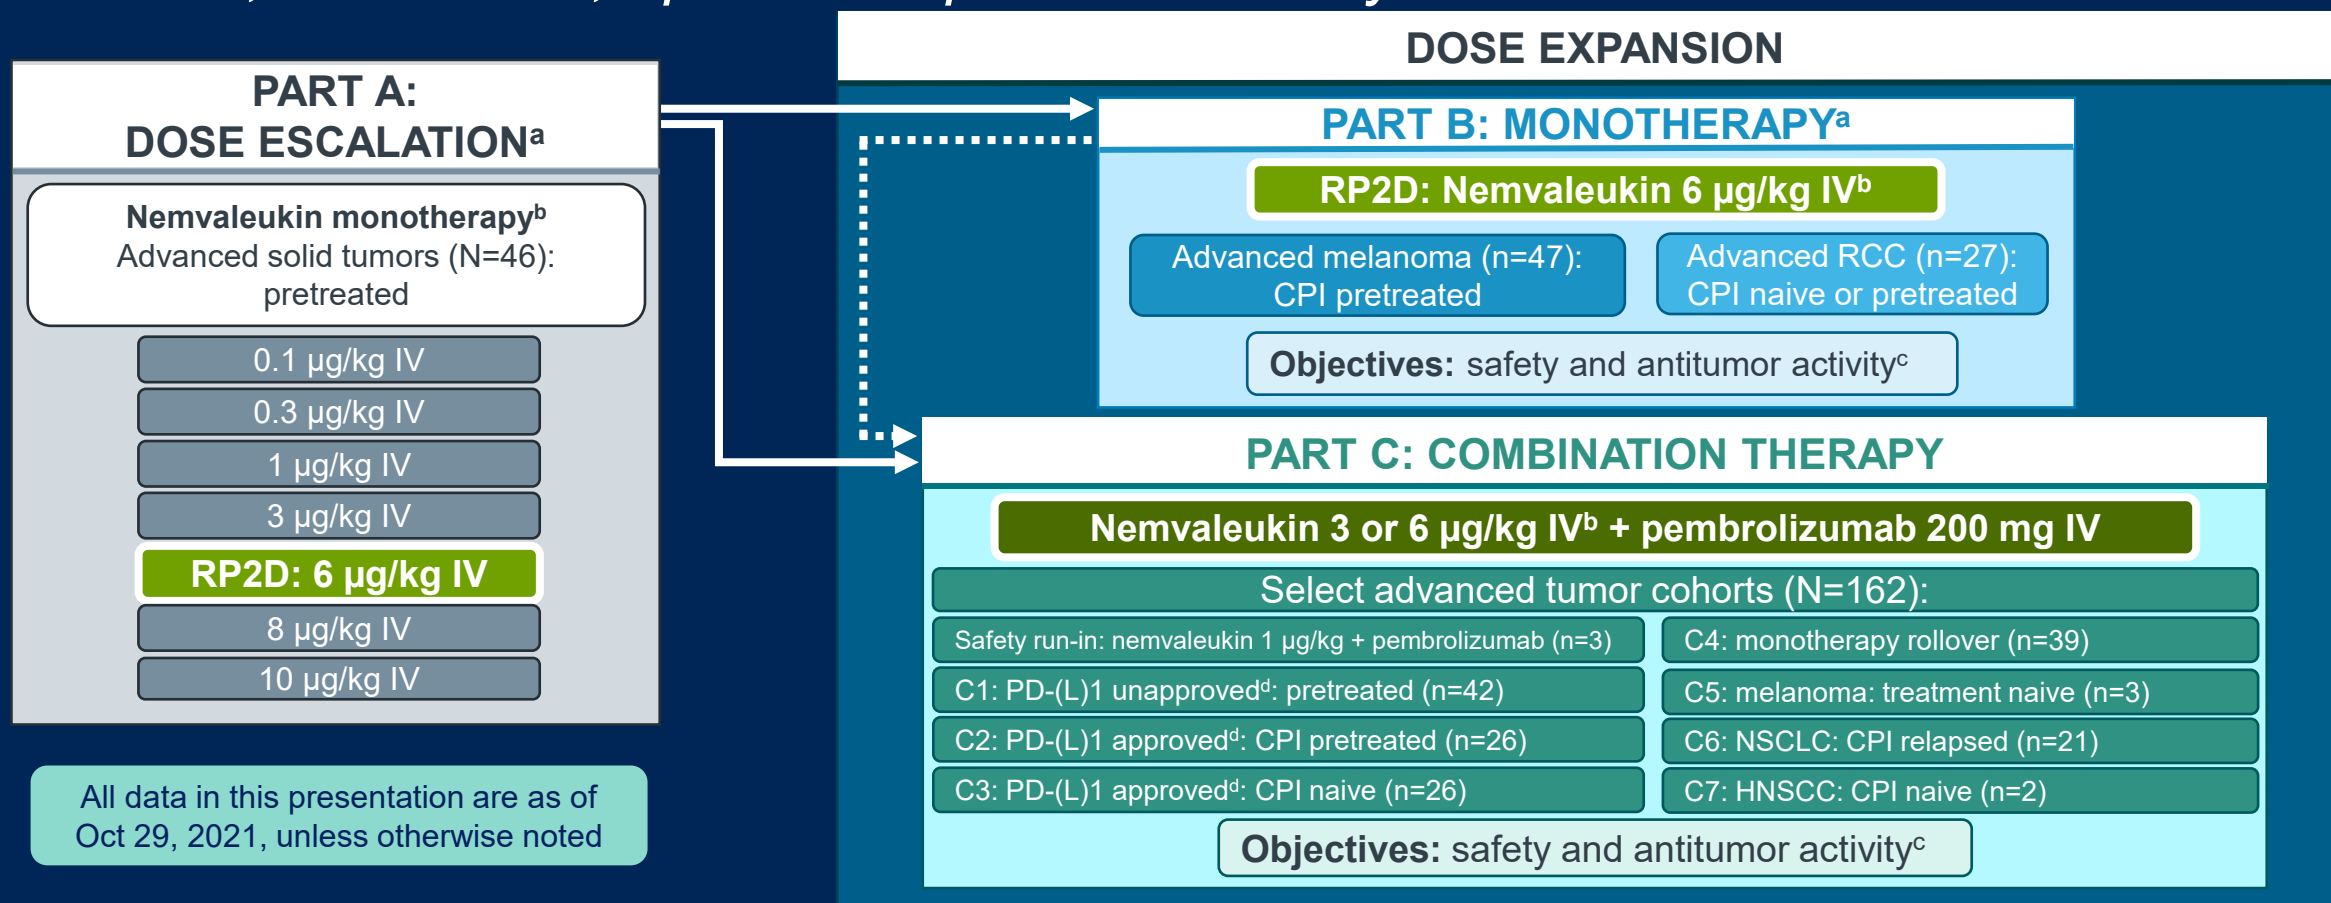 DOSE EXPANSION
PART A:
DOSE ESCALATIONᵃ
Nemvaleukin monotherapyᵇ
Advanced solid tumors (N=46):
pretreated
0.1 µg/kg IV
0.3 µg/kg IV
1 µg/kg IV
3 µg/kg IV
RP2D: 6 µg/kg IV
8 µg/kg IV
10 µg/kg IV
All data in this presentation are as of
Oct 29, 2021, unless otherwise noted
PART B: MONOTHERAPYᵃ
RP2D: Nemvaleukin 6 µg/kg IVᵇ
Advanced melanoma (n=47):
CPI pretreated
Advanced RCC (n=27):
CPI naive or pretreated
Objectives: safety and antitumor activityᶜ
PART C: COMBINATION THERAPY
Nemvaleukin 3 or 6 µg/kg IVᵇ + pembrolizumab 200 mg IV
Select advanced tumor cohorts (N=162):
Safety run-in: nemvaleukin 1 µg/kg + pembrolizumab (n=3)
C1: PD-(L)1 unapprovedᵈ: pretreated (n=42)
C2: PD-(L)1 approvedᵈ: CPI pretreated (n=26)
C3: PD-(L)1 approvedᵈ: CPI naive (n=26)
C4: monotherapy rollover (n=39)
C5: melanoma: treatment naive (n=3)
C6: NSCLC: CPI relapsed (n=21)
C7: HNSCC: CPI naive (n=2)
Objectives: safety and antitumor activityᶜ